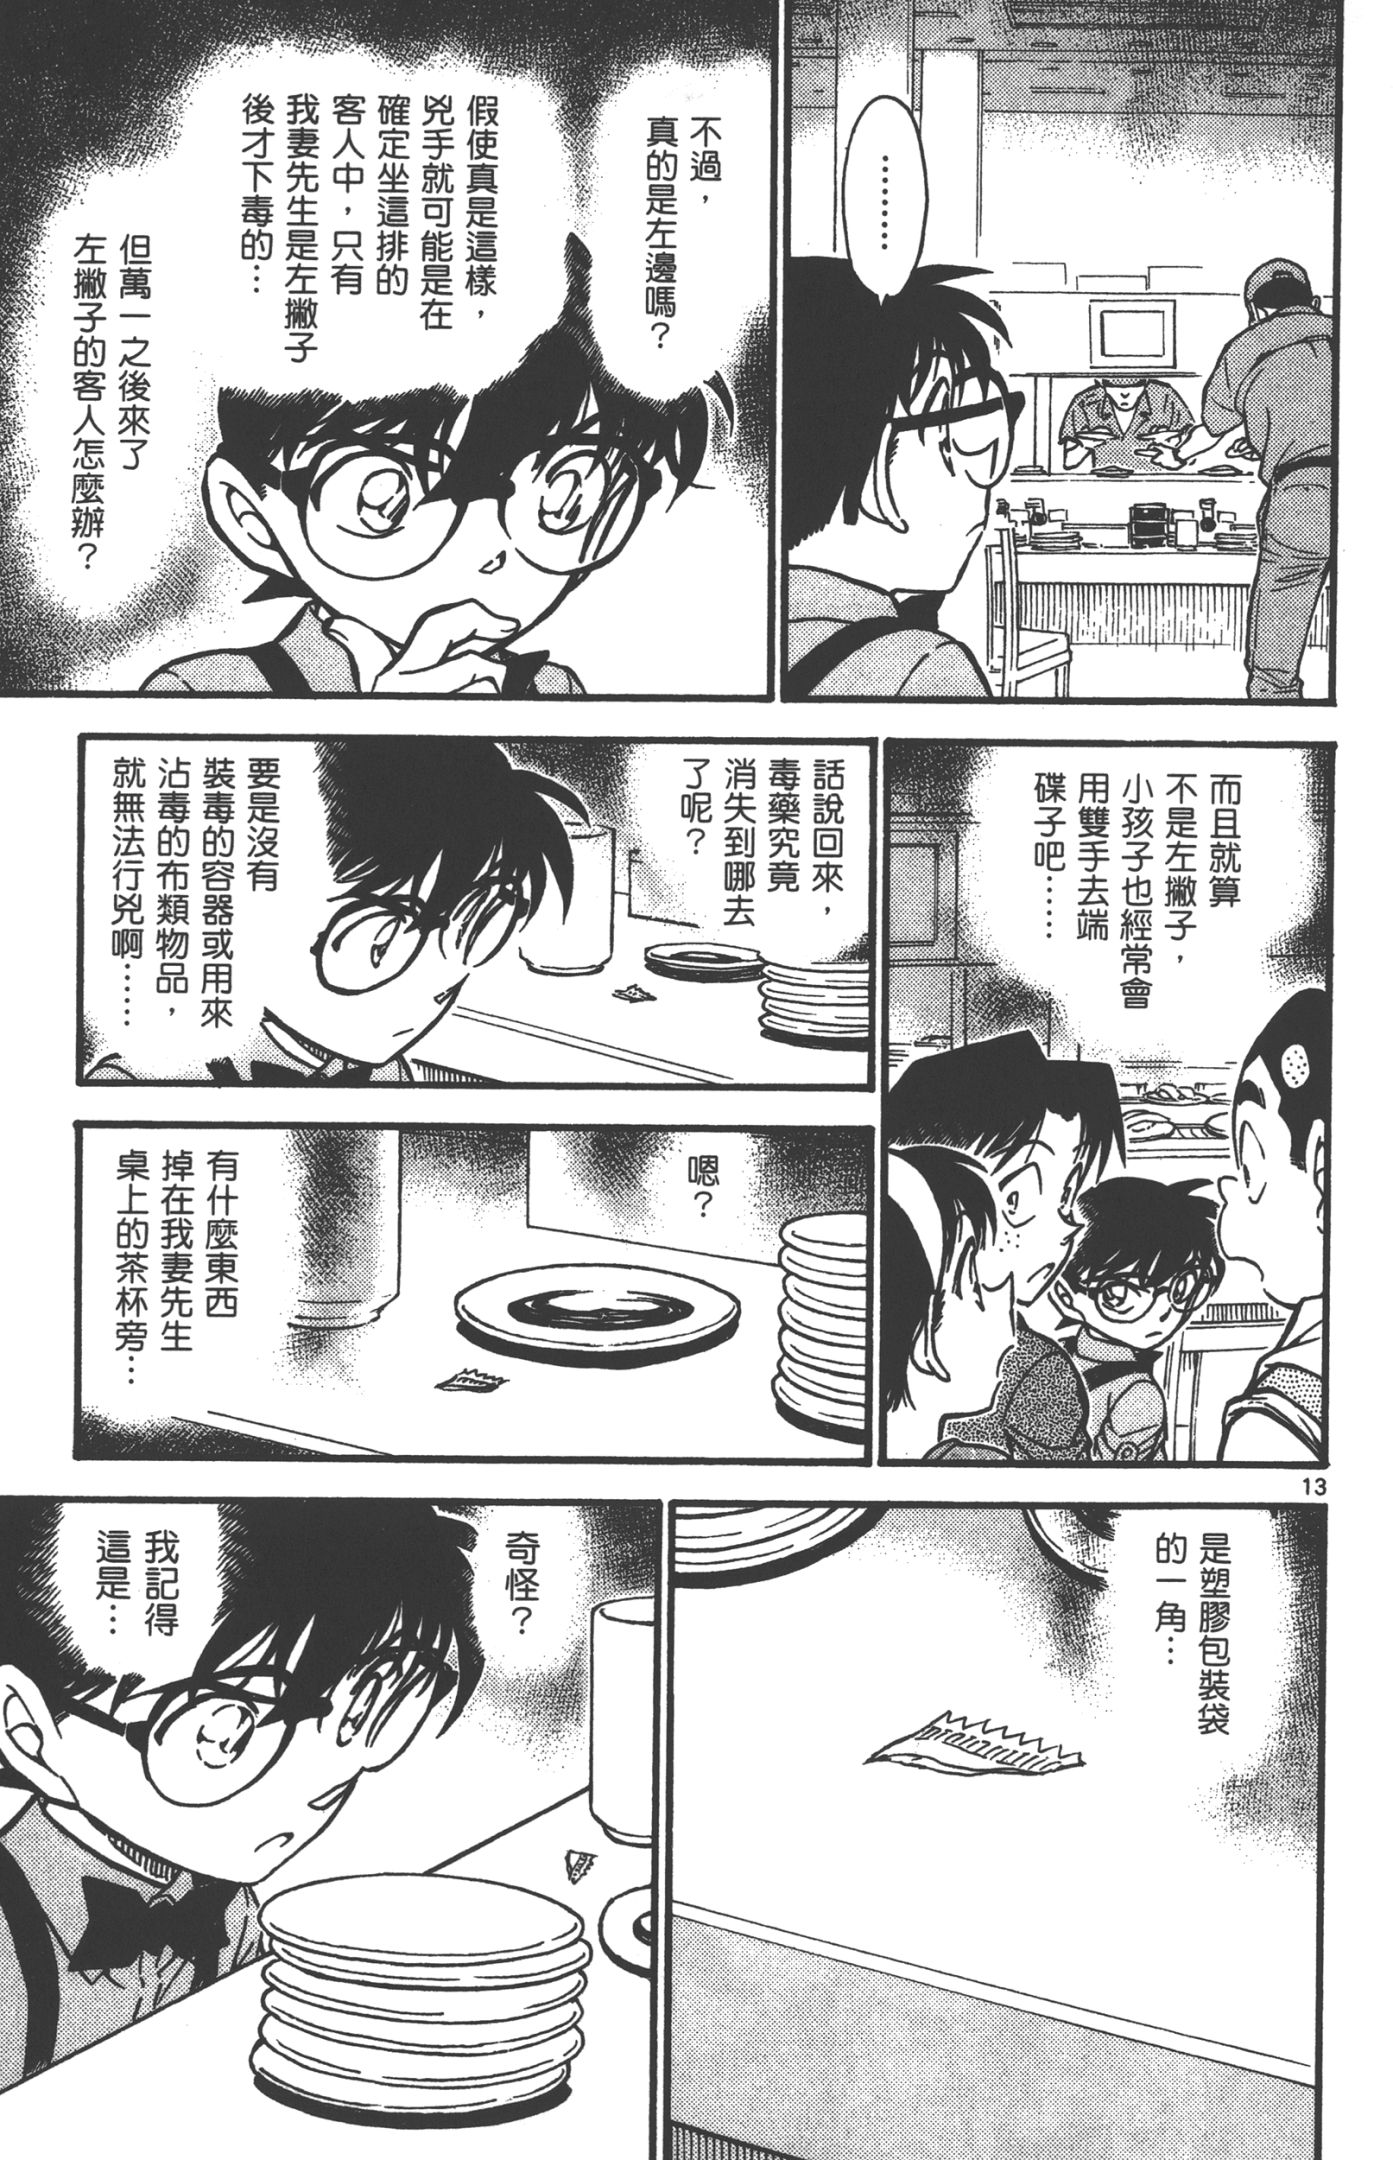 ………
不過，
真的是左邊嗎？
假使真是這樣，
兇手就可能是在
確定坐這排的
客人中，只有
我妻先生是左撇子
後才下毒的…
但萬一之後來了
左撇子的客人怎麼辦？
而且就算
不是左撇子，
小孩子也經常會
用雙手去端
碟子吧……
話說回來，
毒藥究竟
消失到哪去
了呢？
要是沒有
裝毒的容器或用來
沾毒的布類物品，
就無法行兇啊……
嗯？
有什麼東西
掉在我妻先生
桌上的茶杯旁…
13
是塑膠包裝袋
的一角…
奇怪？
我記得
這是…